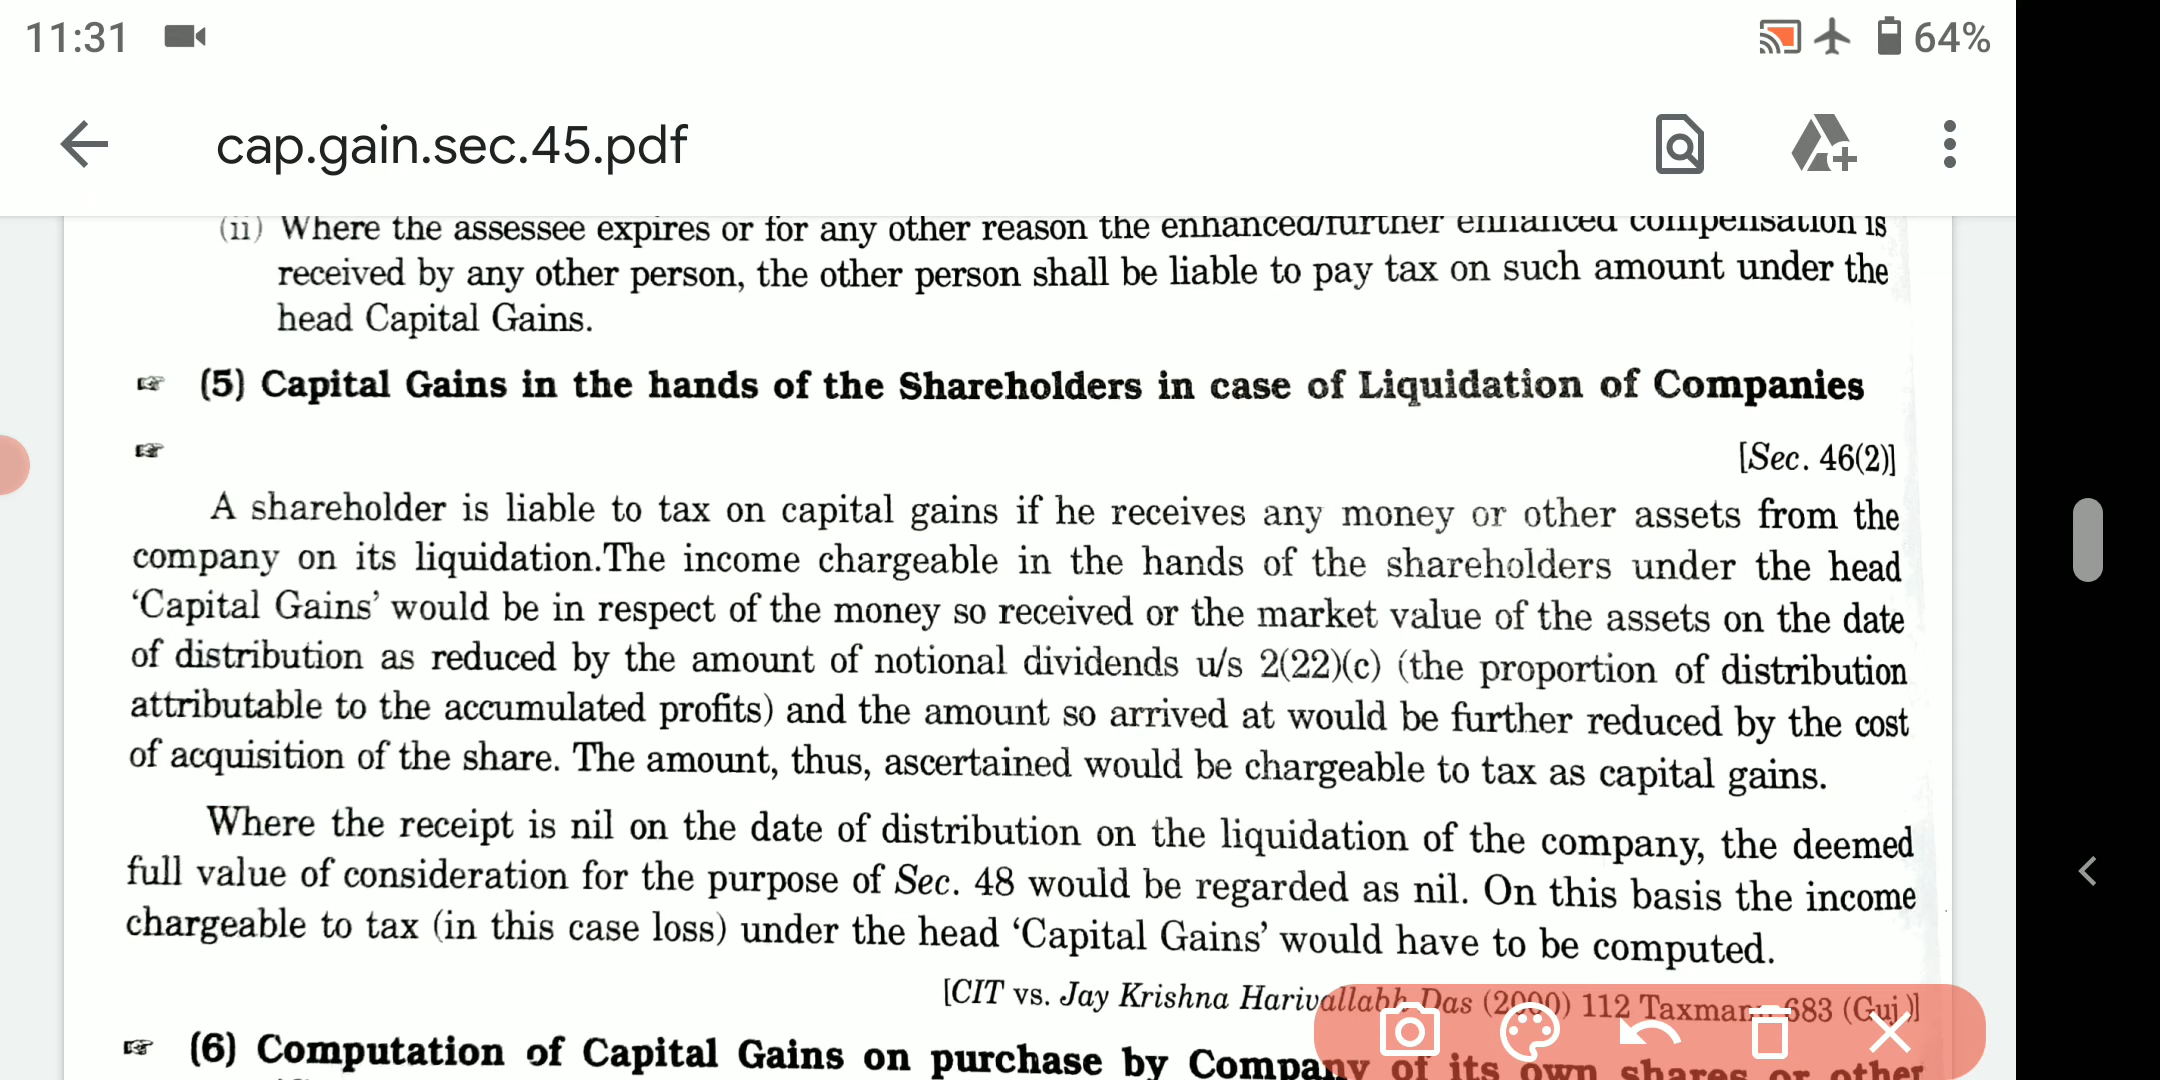 11:31
64%
cap.gain.sec.45.pdf
(ii) Where the assessee expires or for any other reason the enhanced/further enhanced compensation is
received by any other person, the other person shall be liable to pay tax on such amount under the
head Capital Gains.
☞ (5) Capital Gains in the hands of the Shareholders in case of Liquidation of Companies
☞ [Sec. 46(2)]
A shareholder is liable to tax on capital gains if he receives any money or other assets from the
company on its liquidation.The income chargeable in the hands of the shareholders under the head
‘Capital Gains’ would be in respect of the money so received or the market value of the assets on the date
of distribution as reduced by the amount of notional dividends u/s 2(22)(c) (the proportion of distribution
attributable to the accumulated profits) and the amount so arrived at would be further reduced by the cost
of acquisition of the share. The amount, thus, ascertained would be chargeable to tax as capital gains.
Where the receipt is nil on the date of distribution on the liquidation of the company, the deemed
full value of consideration for the purpose of Sec. 48 would be regarded as nil. On this basis the income
chargeable to tax (in this case loss) under the head ‘Capital Gains’ would have to be computed.
[CIT vs. Jay Krishna Harivallabh Das (2000) 112 Taxmann 683 (Guj)]
☞ (6) Computation of Capital Gains on purchase by Company of its own shares or other